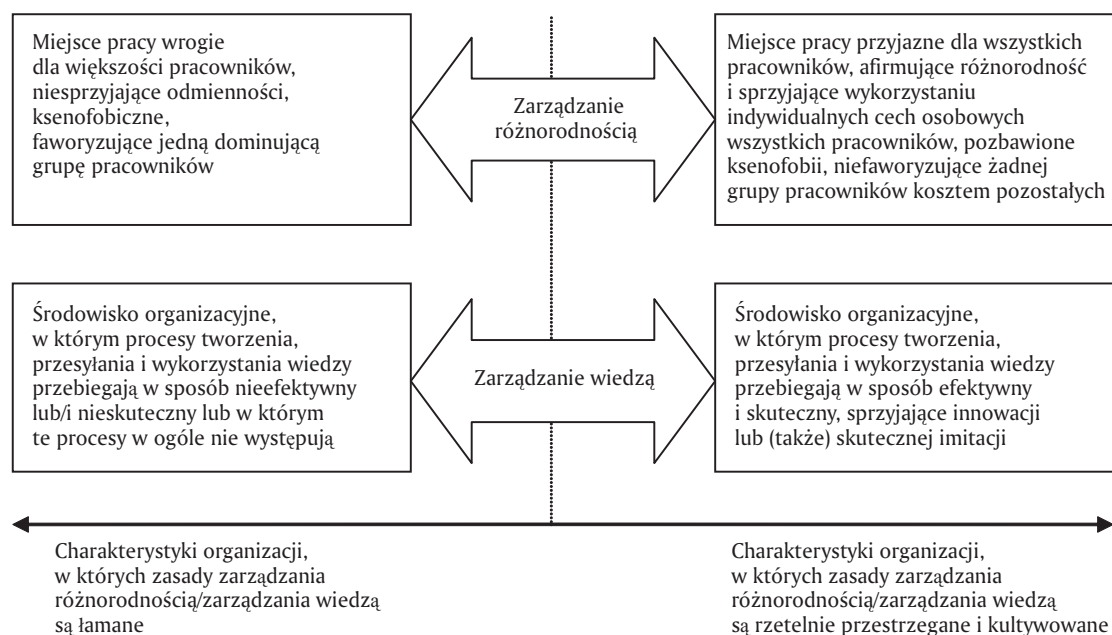 Miejsce pracy wrogie
dla większości pracowników,
niesprzyjające odmienności,
ksenofobiczne,
faworyzujące jedną dominującą
grupę pracowników
Zarządzanie
różnorodnością
Miejsce pracy przyjazne dla wszystkich
pracowników, afirmujące różnorodność
i sprzyjające wykorzystaniu
indywidualnych cech osobowych
wszystkich pracowników, pozbawione
ksenofobii, niefaworyzujące żadnej
grupy pracowników kosztem pozostałych
Środowisko organizacyjne,
w którym procesy tworzenia,
przesyłania i wykorzystania wiedzy
przebiegają w sposób nieefektywny
lub/i nieskuteczny lub w którym
te procesy w ogóle nie występują
Zarządzanie wiedzą
Środowisko organizacyjne,
w którym procesy tworzenia,
przesyłania i wykorzystania wiedzy
przebiegają w sposób efektywny
i skuteczny, sprzyjające innowacji
lub (także) skutecznej imitacji
Charakterystyki organizacji,
w których zasady zarządzania
różnorodnością/zarządzania wiedzą
są łamane
Charakterystyki organizacji,
w których zasady zarządzania
różnorodnością/zarządzania wiedzą
są rzetelnie przestrzegane i kultywowane